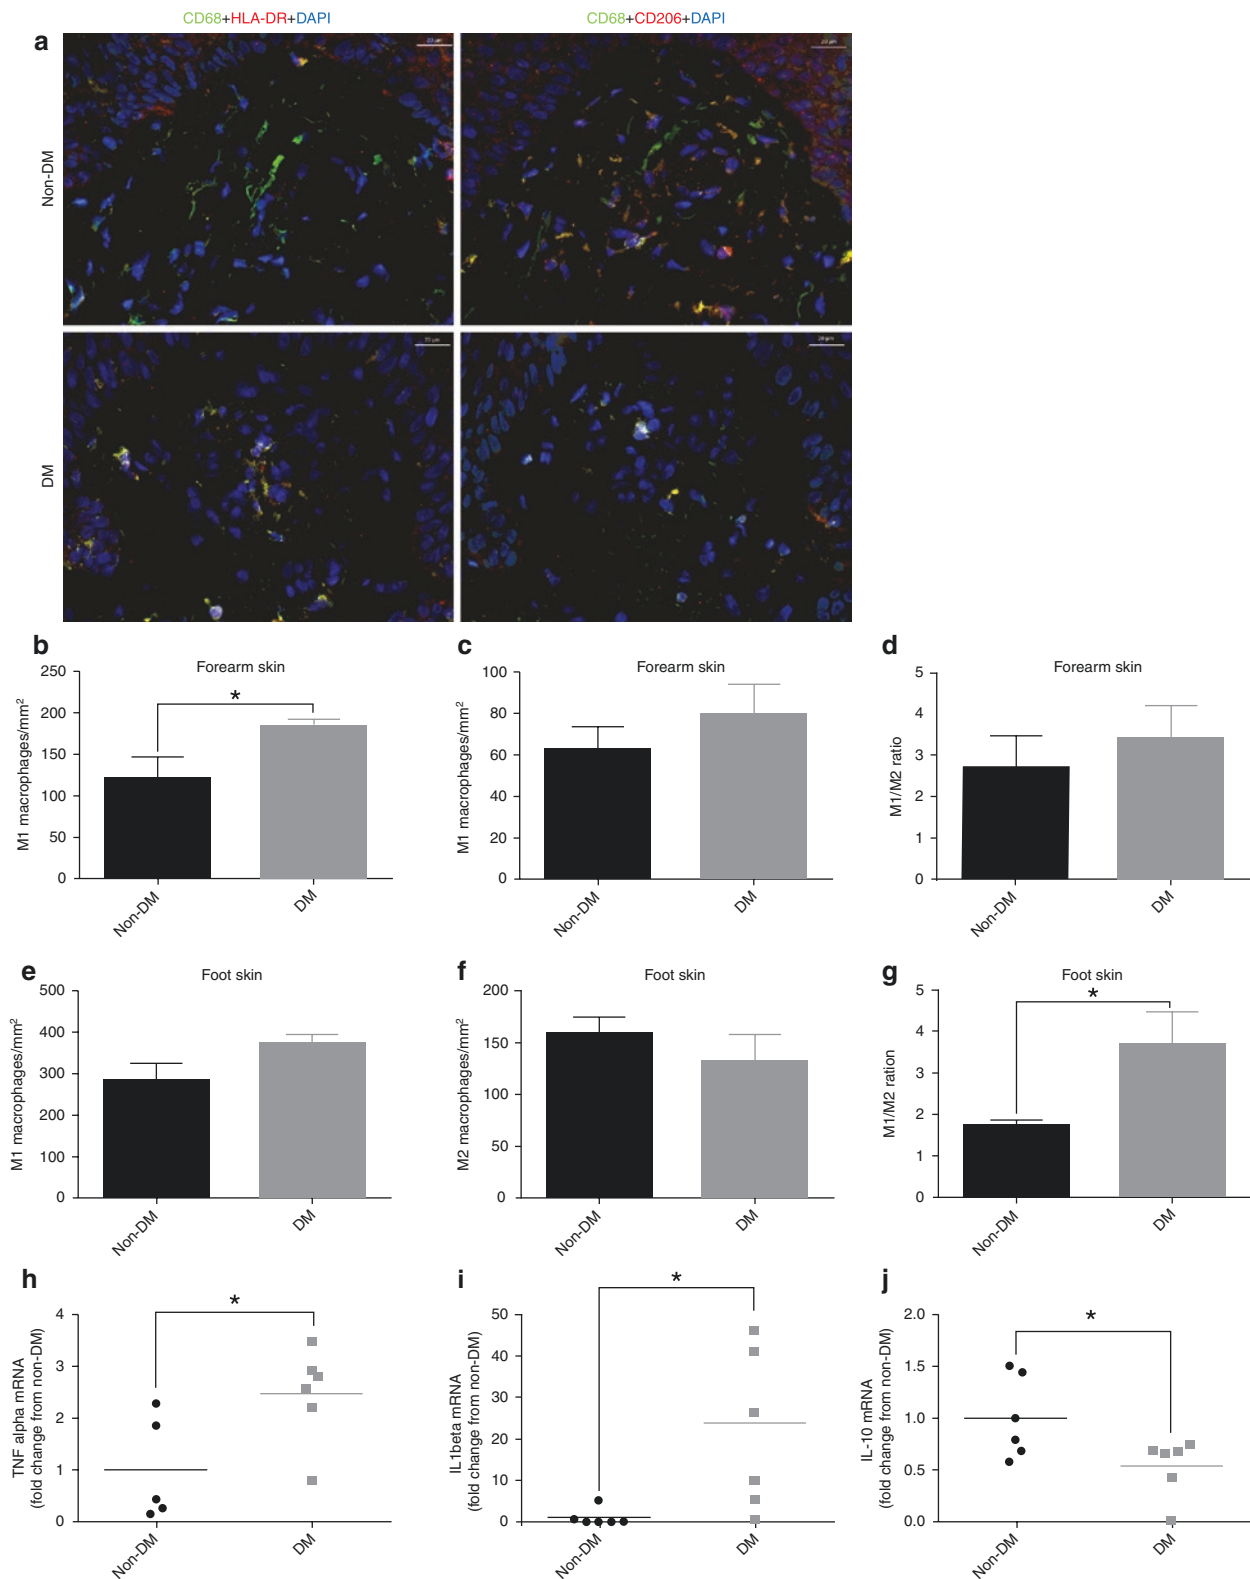 CD68+HLA-DR+DAPI
CD68+CD206+DAPI
a
Non-DM
20 µm
DM
20 µm
b
Forearm skin
M1 macrophages/mm²
250
200
150
100
50
0
*
Non-DM
DM
c
M1 macrophages/mm²
100
80
60
40
20
0
Non-DM
DM
d
Forearm skin
M1/M2 ratio
5
4
3
2
1
0
Non-DM
DM
e
Foot skin
M1 macrophages/mm²
500
400
300
200
100
0
Non-DM
DM
f
Foot skin
M2 macrophages/mm²
200
150
100
50
0
Non-DM
DM
g
Foot skin
M1/M2 ration
5
4
3
2
1
0
*
Non-DM
DM
h
TNF alpha mRNA
(fold change from non-DM)
4
3
2
1
0
*
Non-DM
DM
i
IL1beta mRNA
(fold change from non-DM)
50
40
30
20
10
0
*
Non-DM
DM
j
IL-10 mRNA
(fold change from non-DM)
2.0
1.5
1.0
0.5
0.0
*
Non-DM
DM